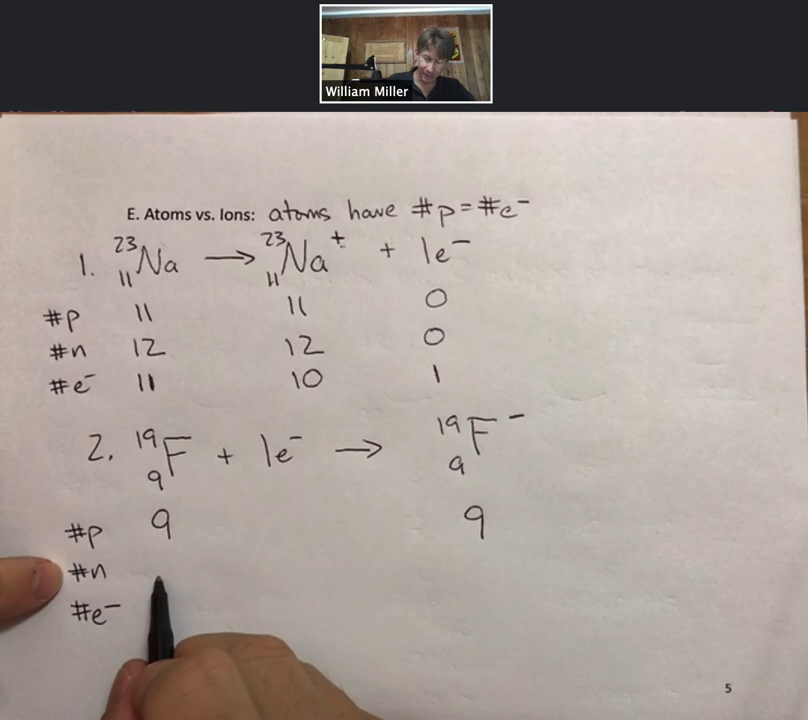 William Miller
E. Atoms vs. Ions: atoms have #p = #e⁻
1. ²³₁₁Na → ²³₁₁Na⁺ + 1e⁻
#p 11 11 0
#n 12 12 0
#e⁻ 11 10 1
2. ¹⁹₉F + 1e⁻ → ¹⁹₉F⁻
#p 9 9
#n
#e⁻
5